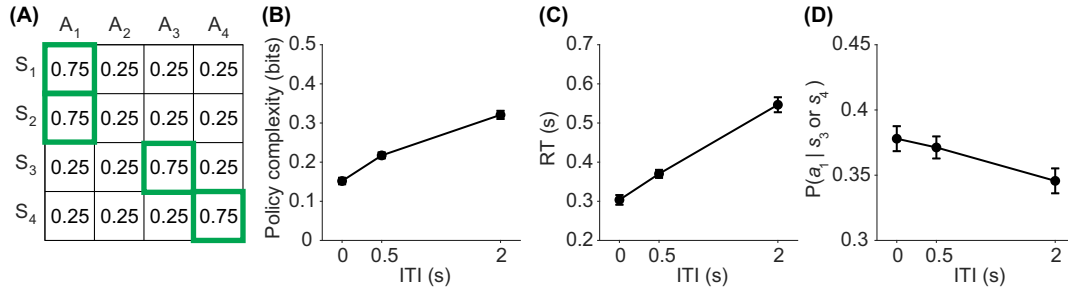 (A)
A1 A2 A3 A4
S1 0.75 0.25 0.25 0.25
S2 0.75 0.25 0.25 0.25
S3 0.25 0.25 0.75 0.25
S4 0.25 0.25 0.25 0.75
(B)
Policy complexity (bits)
0.5
0.4
0.3
0.2
0.1
0
0 0.5 2
ITI (s)
(C)
RT (s)
0.7
0.6
0.5
0.4
0.3
0.2
0 0.5 2
ITI (s)
(D)
P(a1 | s3 or s4)
0.45
0.4
0.35
0.3
0 0.5 2
ITI (s)